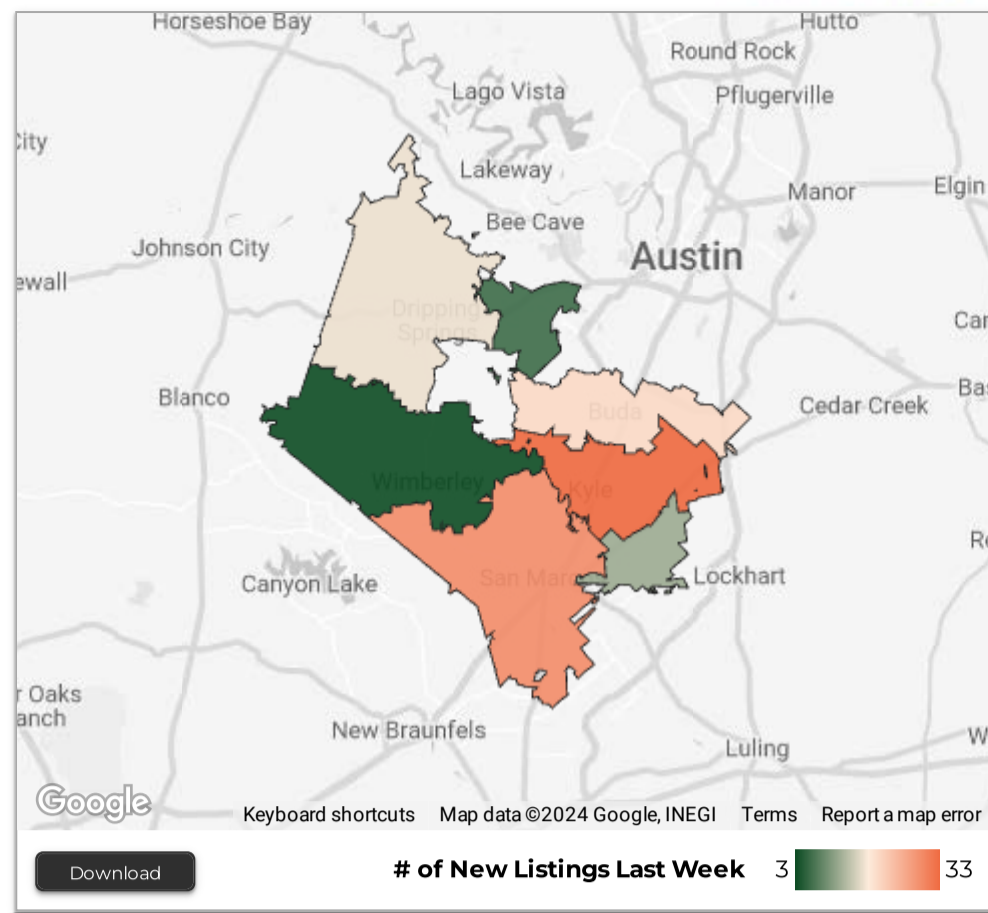 Horseshoe Bay
Hutto
Round Rock
Lago Vista
Pflugerville
City
Lakeway
Manor
Elgin
Bee Cave
Johnson City
Austin
ewall
Dripping
Springs
Car
Blanco
Bas
Buda
Cedar Creek
Wimberley
Kyle
Canyon Lake
San Marc
Lockhart
r Oaks
anch
New Braunfels
Luling
W
Google
Keyboard shortcuts
Map data ©2024 Google, INEGI
Terms
Report a map error
Download
# of New Listings Last Week
3
33